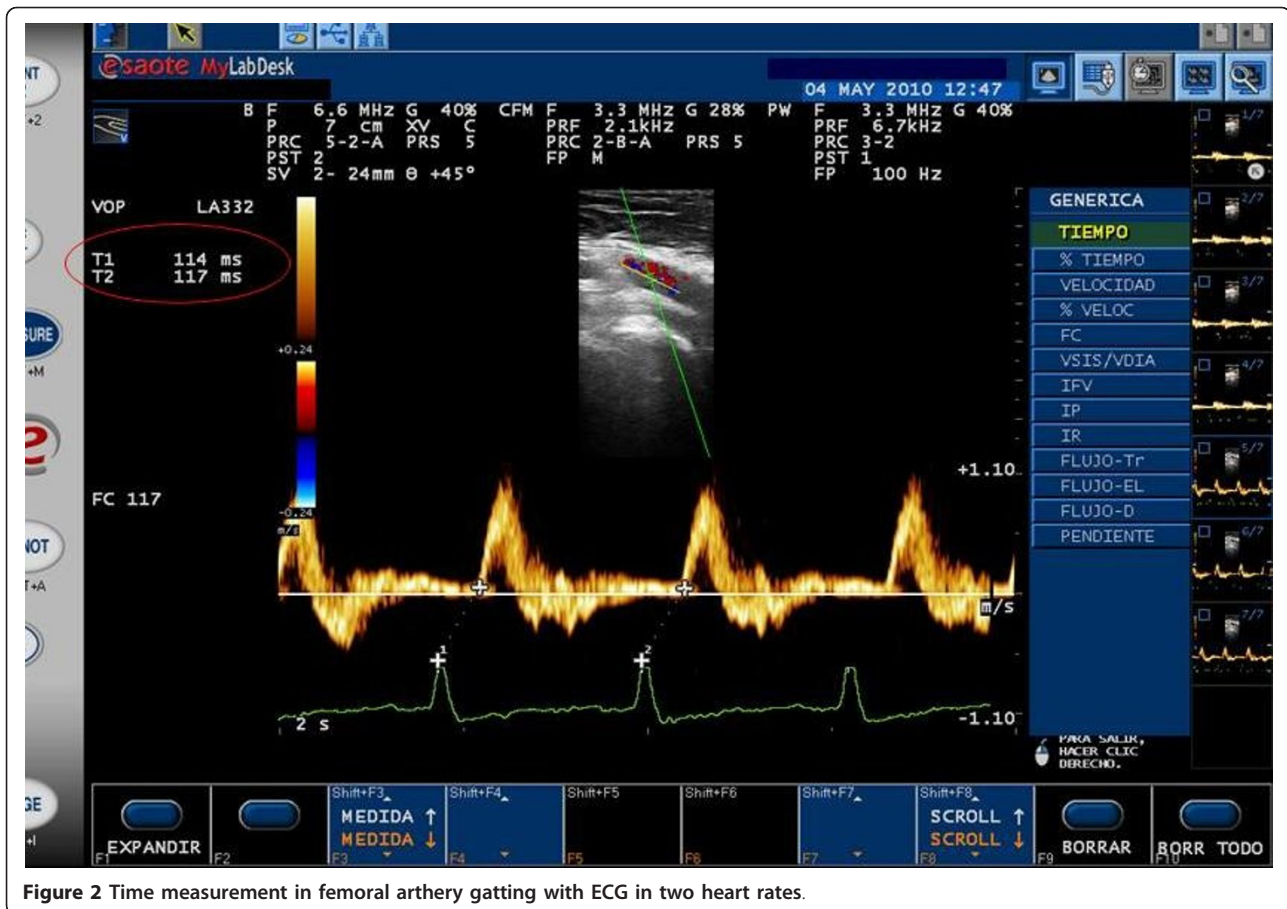 esaote MyLabDesk
04 MAY 2010 12:47
B F 6.6 MHz G 40% CFM F 3.3 MHz G 28% PW F 3.3 MHz G 40%
P 7 cm XV C PRF 2.1kHz PRF 6.7kHz
PRC 5-2-A PRS 5 PRC 2-B-A PRS 5 PRC 3-2
PST 2 FP M PST 1
SV 2- 24mm θ +45° FP 100 Hz
NT
+2
V
VOP LA332
T1 114 ms
T2 117 ms
SURE
+M
e
+0.24
-0.24
m/s
FC 117
NOT
T+A
GE
+I
+1.10
m/s
-1.10
1
2
2 s
GENERICA
TIEMPO
% TIEMPO
VELOCIDAD
% VELOC
FC
VSIS/VDIA
IFV
IP
IR
FLUJO-Tr
FLUJO-EL
FLUJO-D
PENDIENTE
1/7
2/7
3/7
4/7
5/7
6/7
7/7
PARA SALIR,
HACER CLIC
DERECHO.
EXPANDIR
F1
F2
Shift+F3
MEDIDA ↑
MEDIDA ↓
F3
Shift+F4
F4
Shift+F5
F5
Shift+F6
F6
Shift+F7
F7
Shift+F8
SCROLL ↑
SCROLL ↓
F8
F9
BORRAR
F10
BORR TODO
Figure 2 Time measurement in femoral arthery gatting with ECG in two heart rates.